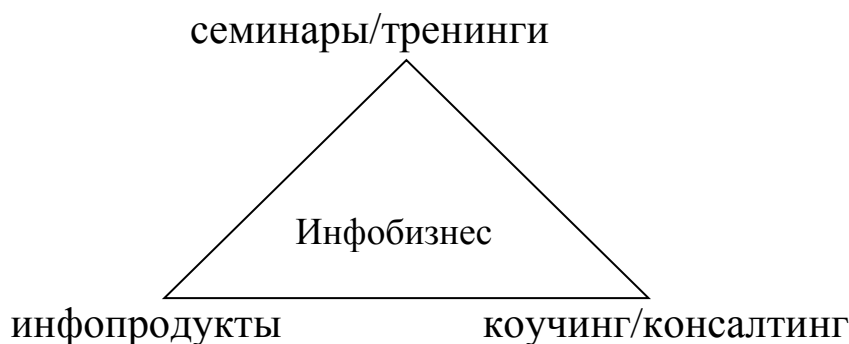 семинары/тренинги
Инфобизнес
инфопродукты коучинг/консалтинг